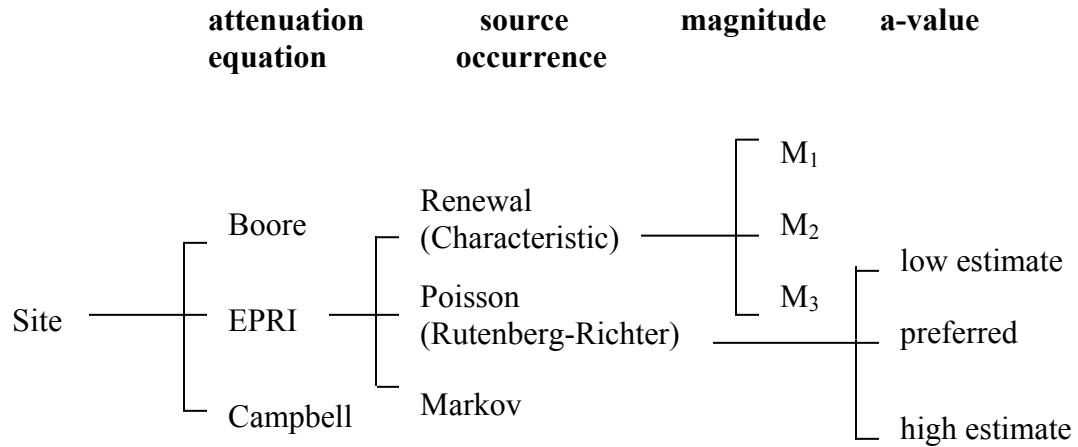 attenuation source magnitude a-value
equation occurrence
M₁
Renewal
Boore
(Characteristic)
M₂
low estimate
Poisson
M₃
Site
EPRI
(Rutenberg-Richter)
preferred
Campbell
Markov
high estimate